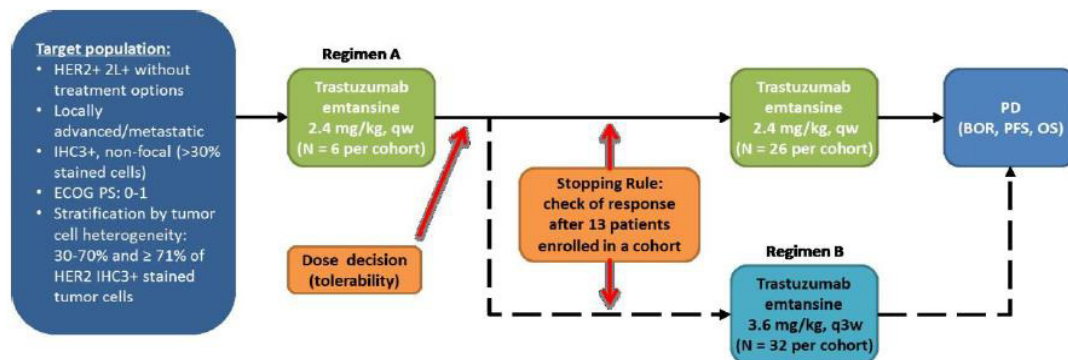 Target population:
• HER2+ 2L+ without
treatment options
• Locally
advanced/metastatic
• IHC3+, non-focal (>30%
stained cells)
• ECOG PS: 0-1
• Stratification by tumor
cell heterogeneity:
30-70% and ≥ 71% of
HER2 IHC3+ stained
tumor cells
Regimen A
Trastuzumab
emtansine
2.4 mg/kg, qw
(N = 6 per cohort)
Dose decision
(tolerability)
Stopping Rule:
check of response
after 13 patients
enrolled in a cohort
Trastuzumab
emtansine
2.4 mg/kg, qw
(N = 26 per cohort)
Regimen B
Trastuzumab
emtansine
3.6 mg/kg, q3w
(N = 32 per cohort)
PD
(BOR, PFS, OS)